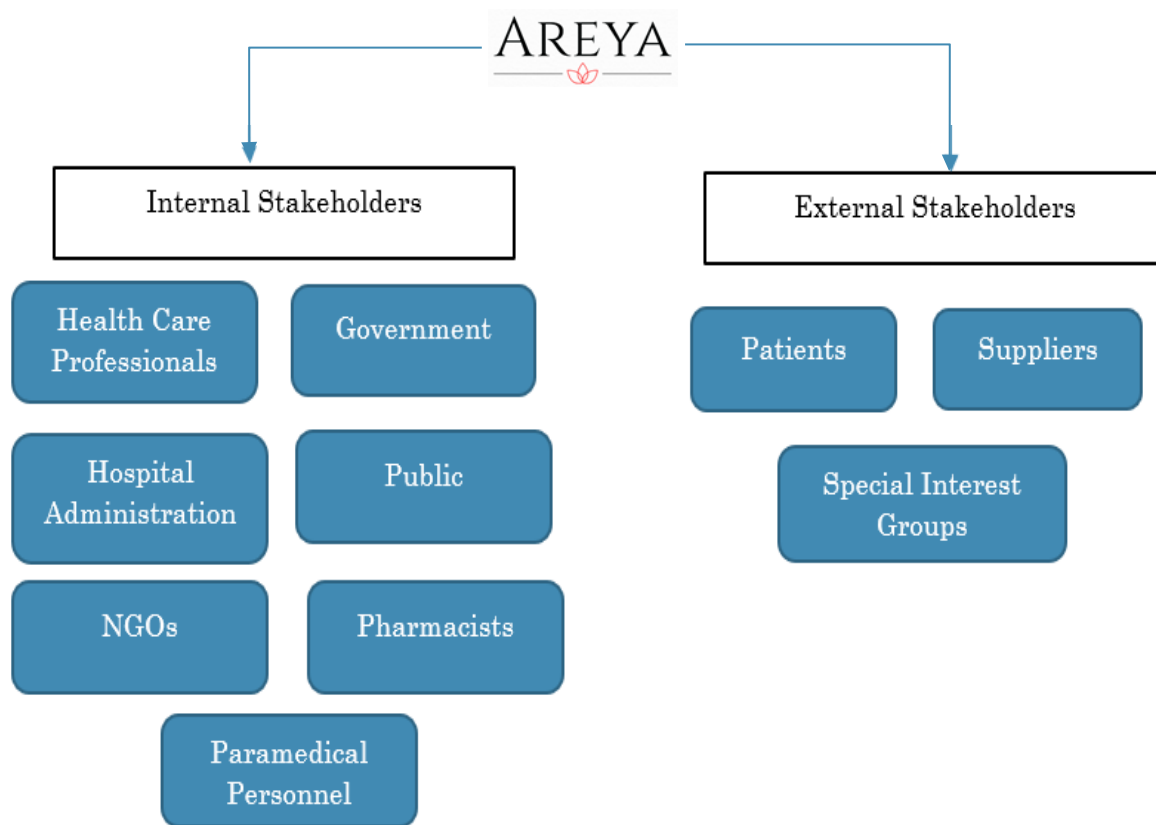 AREYA
Internal Stakeholders
External Stakeholders
Health Care
Professionals
Government
Patients
Suppliers
Hospital
Administration
Public
Special Interest
Groups
NGOs
Pharmacists
Paramedical
Personnel